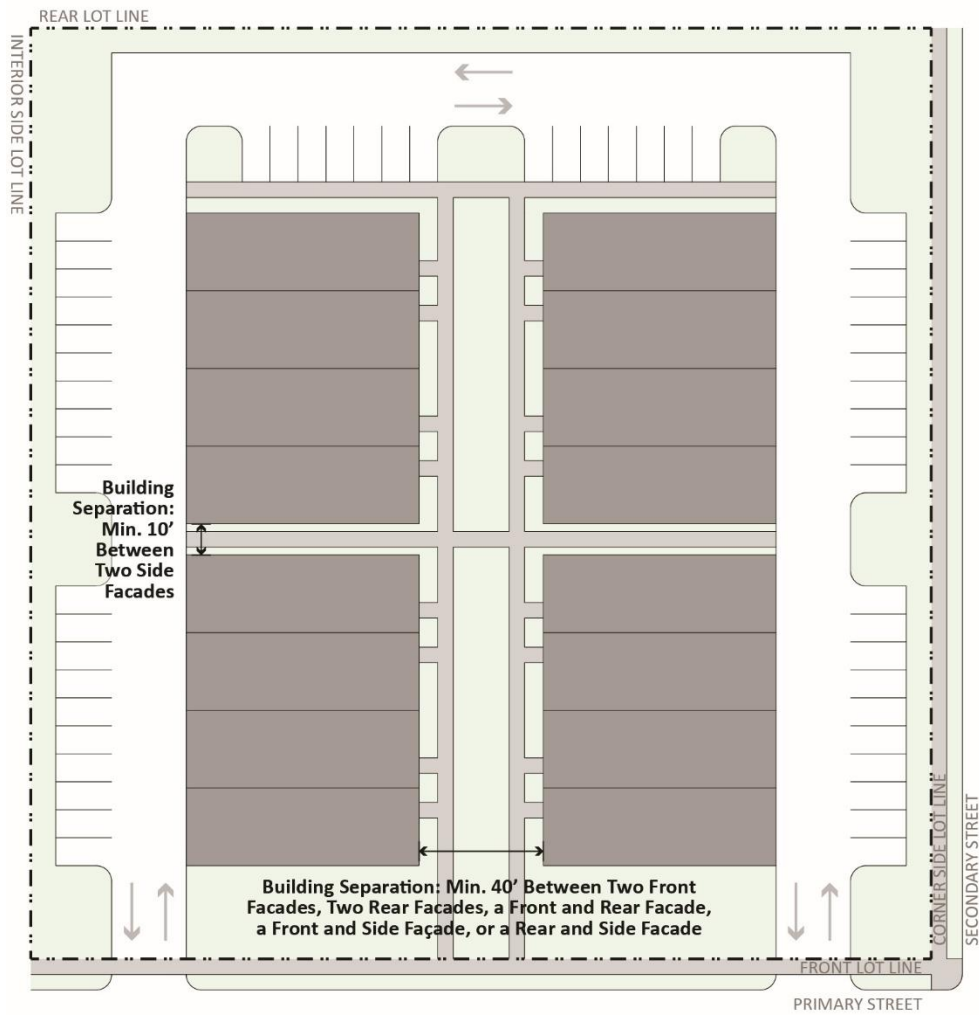 REAR LOT LINE
INTERIOR SIDE LOT LINE
Building
Separation:
Min. 10’
Between
Two Side
Facades
Building Separation: Min. 40’ Between Two Front
Facades, Two Rear Facades, a Front and Rear Facade,
a Front and Side Façade, or a Rear and Side Facade
CORNER SIDE LOT LINE
SECONDARY STREET
FRONT LOT LINE
PRIMARY STREET